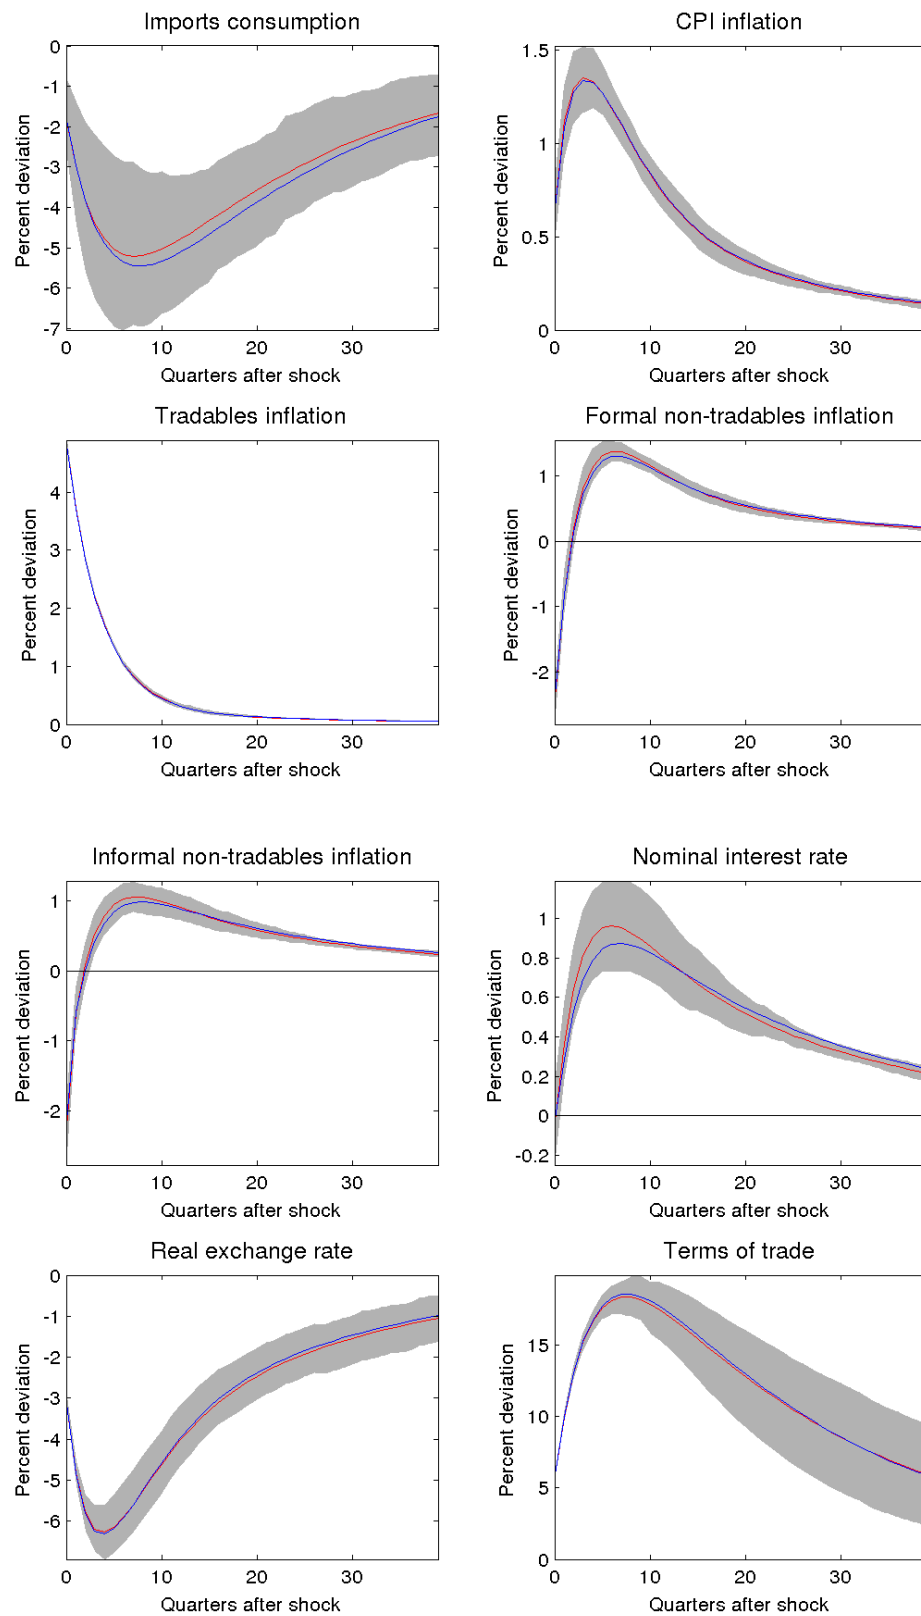 Imports consumption
CPI inflation
0
-1
-2
-3
-4
-5
-6
-7
Percent deviation
0 10 20 30
Quarters after shock
1.5
1
0.5
0
Percent deviation
0 10 20 30
Quarters after shock
Tradables inflation
Formal non-tradables inflation
4
3
2
1
0
Percent deviation
0 10 20 30
Quarters after shock
1
0
-1
-2
Percent deviation
0 10 20 30
Quarters after shock
Informal non-tradables inflation
Nominal interest rate
1
0
-1
-2
Percent deviation
0 10 20 30
Quarters after shock
1
0.8
0.6
0.4
0.2
0
-0.2
Percent deviation
0 10 20 30
Quarters after shock
Real exchange rate
Terms of trade
0
-1
-2
-3
-4
-5
-6
Percent deviation
0 10 20 30
Quarters after shock
15
10
5
0
Percent deviation
0 10 20 30
Quarters after shock